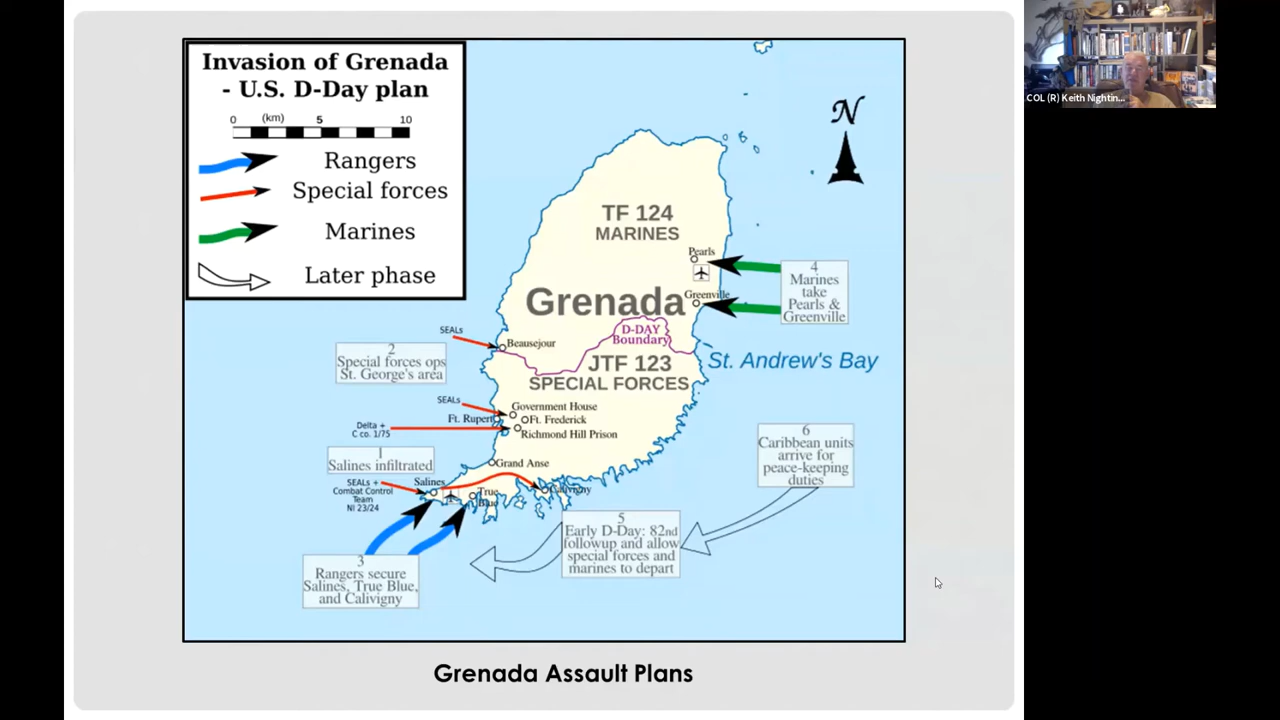 Invasion of Grenada
- U.S. D-Day plan
0 (km) 5 10
Rangers
Special forces
Marines
Later phase
N
TF 124
MARINES
Pearls
4
Marines
take
Pearls &
Greenville
Greenville
Grenada
D-DAY
Boundary
SEALs
Beausejour
2
Special forces ops
St. George's area
JTF 123
SPECIAL FORCES
St. Andrew's Bay
SEALs
Government House
Ft. Rupert
Ft. Frederick
Delta +
C co. 1/75
Richmond Hill Prison
6
Caribbean units
arrive for
peace-keeping
duties
1
Salines infiltrated
Grand Anse
SEALs +
Combat Control
Team
NI 23/24
Salines
True
Blue
Calivigny
5
Early D-Day: 82nd
followup and allow
special forces and
marines to depart
3
Rangers secure
Salines, True Blue,
and Calivigny
Grenada Assault Plans
COL (R) Keith Nightin...